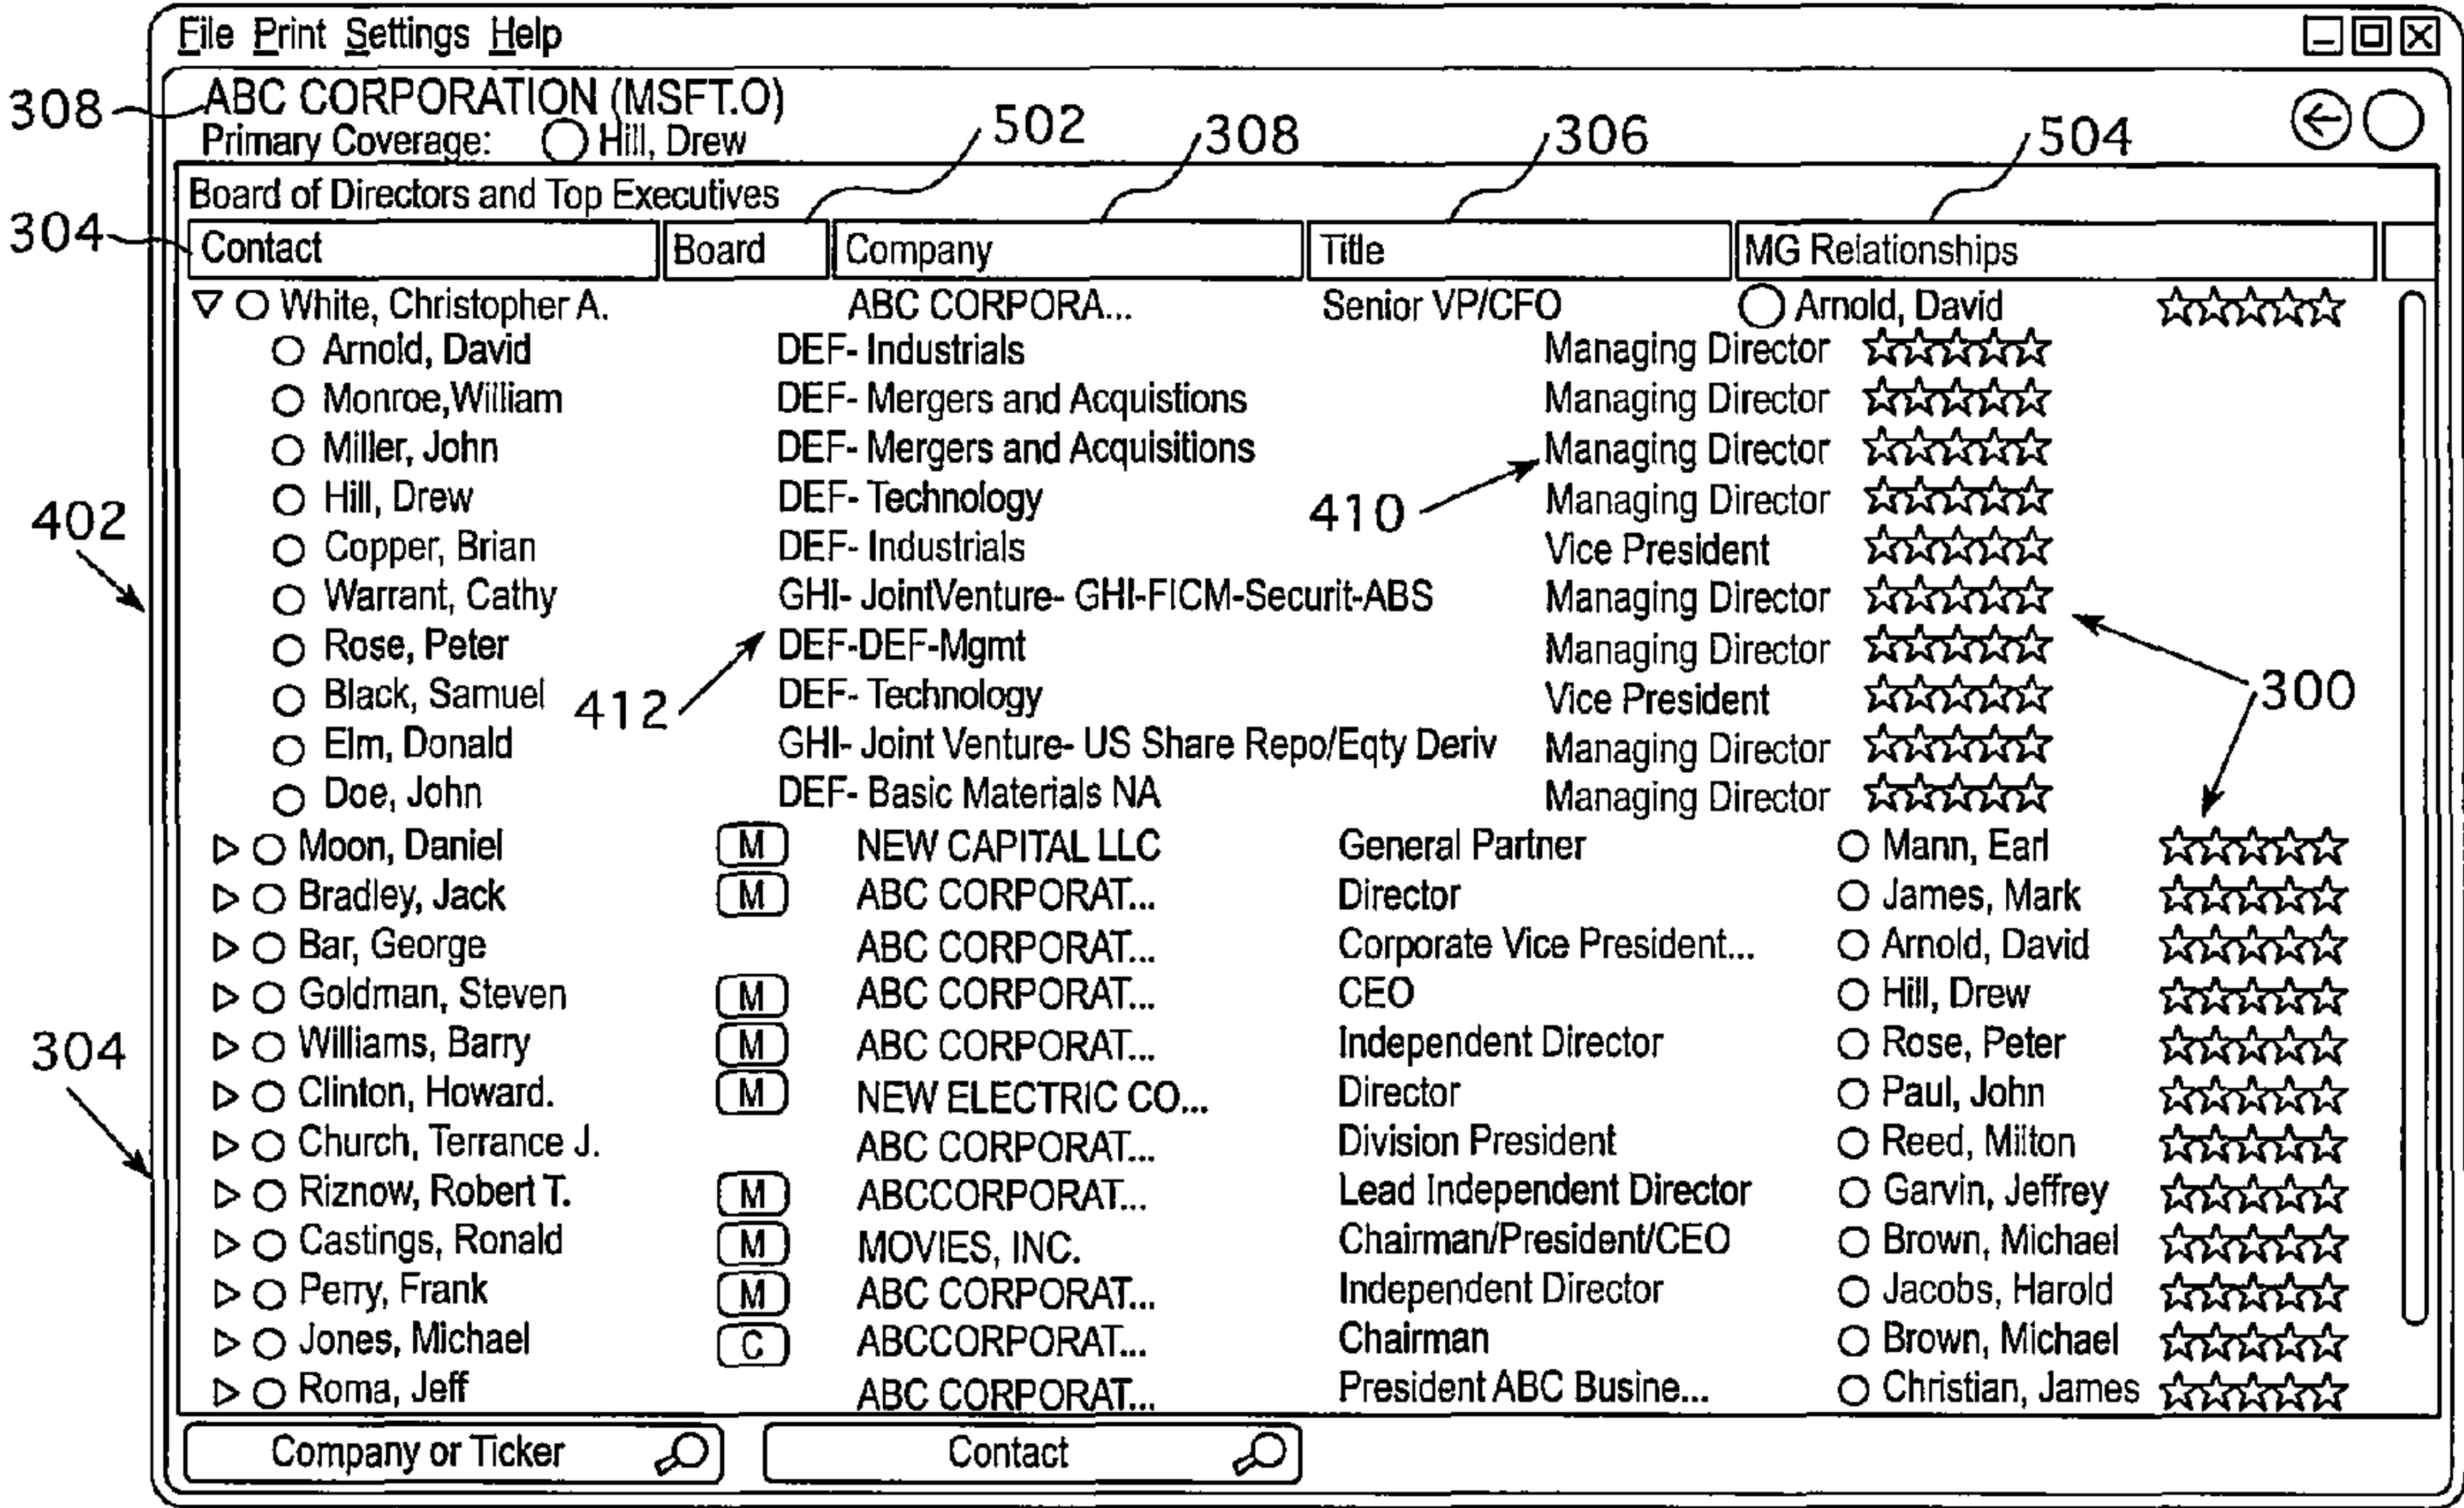 File Print Settings Help
308 ABC CORPORATION (MSFT.O)
Primary Coverage: Hill, Drew
502 308 306 504
Board of Directors and Top Executives
304 Contact Board Company Title MG Relationships
White, Christopher A. ABC CORPORA... Senior VP/CFO Arnold, David
Arnold, David DEF- Industrials Managing Director
Monroe,William DEF- Mergers and Acquistions Managing Director
Miller, John DEF- Mergers and Acquisitions Managing Director
Hill, Drew DEF- Technology 410 Managing Director
402 Copper, Brian DEF- Industrials Vice President
Warrant, Cathy GHI- JointVenture- GHI-FICM-Securit-ABS Managing Director
Rose, Peter DEF-DEF-Mgmt Managing Director
Black, Samuel 412 DEF- Technology Vice President 300
Elm, Donald GHI- Joint Venture- US Share Repo/Eqty Deriv Managing Director
Doe, John DEF- Basic Materials NA Managing Director
Moon, Daniel M NEW CAPITAL LLC General Partner Mann, Earl
Bradley, Jack M ABC CORPORAT... Director James, Mark
Bar, George ABC CORPORAT... Corporate Vice President... Arnold, David
Goldman, Steven M ABC CORPORAT... CEO Hill, Drew
304 Williams, Barry M ABC CORPORAT... Independent Director Rose, Peter
Clinton, Howard. M NEW ELECTRIC CO... Director Paul, John
Church, Terrance J. ABC CORPORAT... Division President Reed, Milton
Riznow, Robert T. M ABCCORPORAT... Lead Independent Director Garvin, Jeffrey
Castings, Ronald M MOVIES, INC. Chairman/President/CEO Brown, Michael
Perry, Frank M ABC CORPORAT... Independent Director Jacobs, Harold
Jones, Michael C ABCCORPORAT... Chairman Brown, Michael
Roma, Jeff ABC CORPORAT... President ABC Busine... Christian, James
Company or Ticker Contact